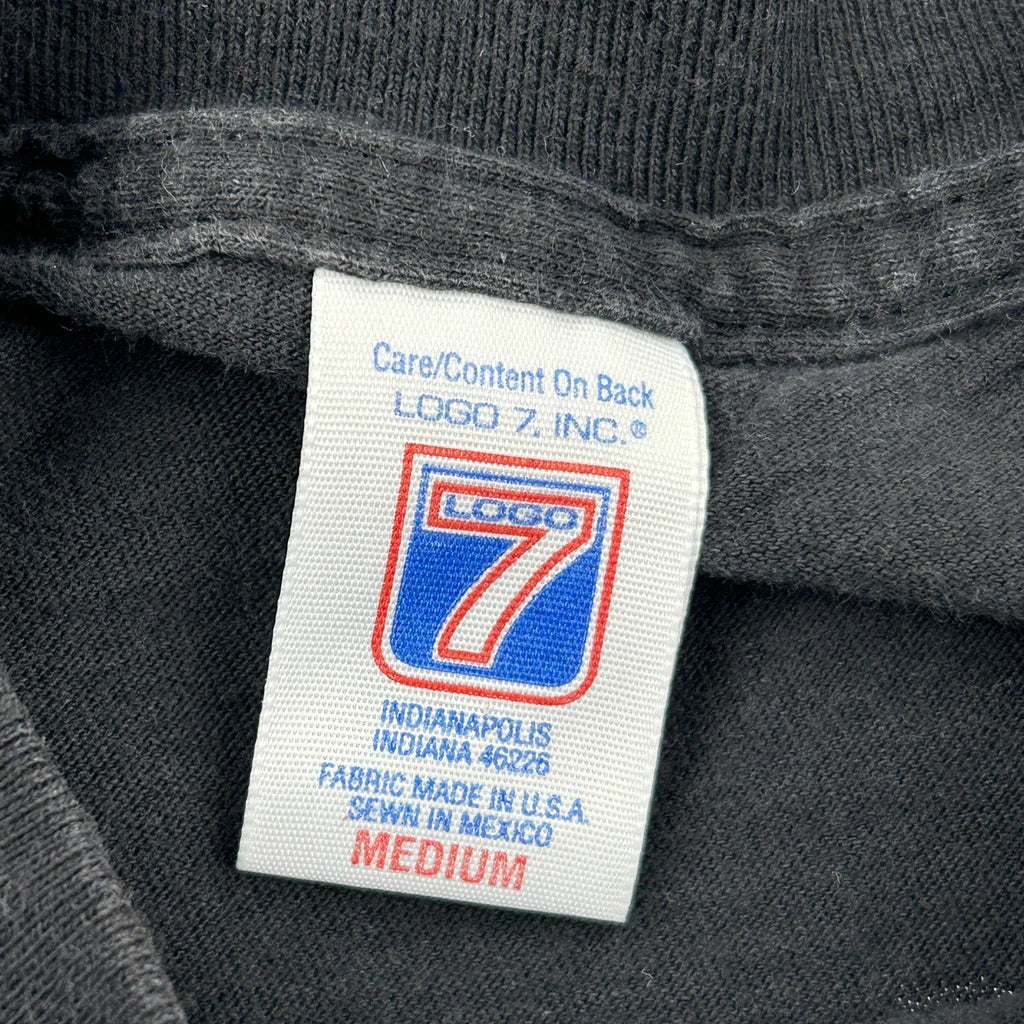 Care/Content On Back
LOGO 7, INC.®
LOGO
7
INDIANAPOLIS
INDIANA 46226
FABRIC MADE IN U.S.A.
SEWN IN MEXICO
MEDIUM